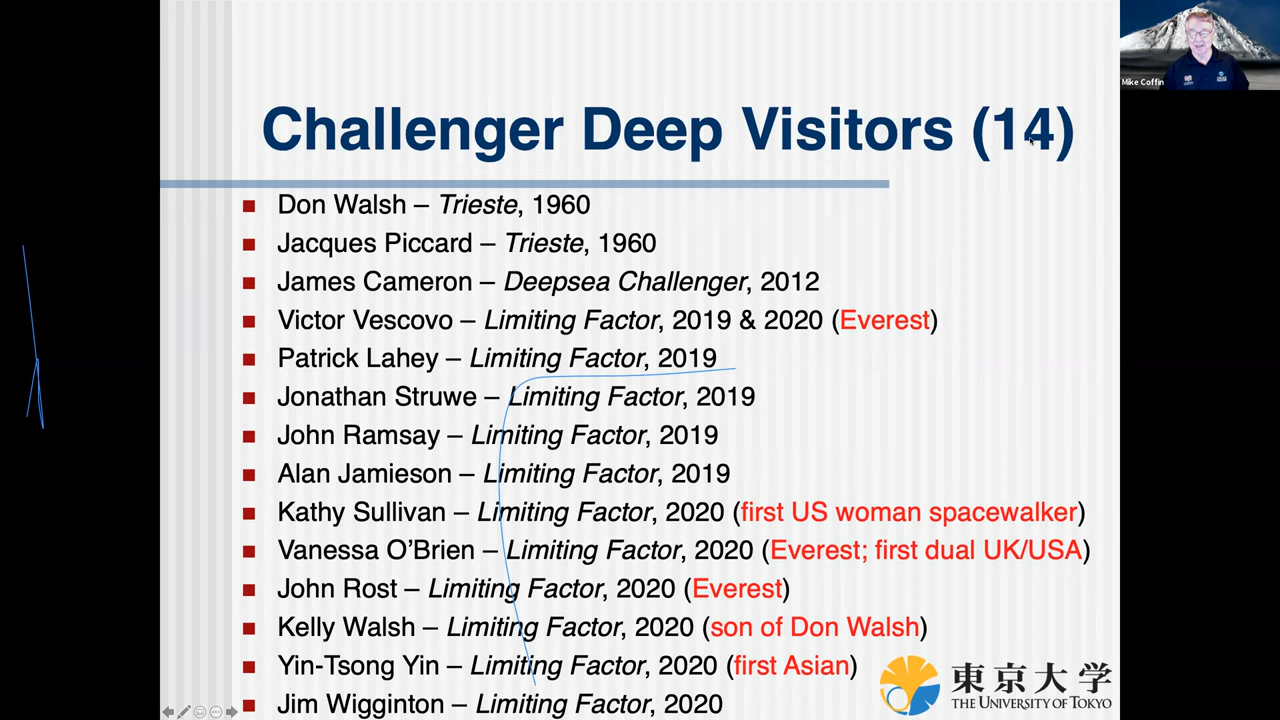 Mike Coffin
Challenger Deep Visitors (14)
Don Walsh – Trieste, 1960
Jacques Piccard – Trieste, 1960
James Cameron – Deepsea Challenger, 2012
Victor Vescovo – Limiting Factor, 2019 & 2020 (Everest)
Patrick Lahey – Limiting Factor, 2019
Jonathan Struwe – Limiting Factor, 2019
John Ramsay – Limiting Factor, 2019
Alan Jamieson – Limiting Factor, 2019
Kathy Sullivan – Limiting Factor, 2020 (first US woman spacewalker)
Vanessa O’Brien – Limiting Factor, 2020 (Everest; first dual UK/USA)
John Rost – Limiting Factor, 2020 (Everest)
Kelly Walsh – Limiting Factor, 2020 (son of Don Walsh)
Yin-Tsong Yin – Limiting Factor, 2020 (first Asian)
Jim Wigginton – Limiting Factor, 2020
東京大学
THE UNIVERSITY OF TOKYO